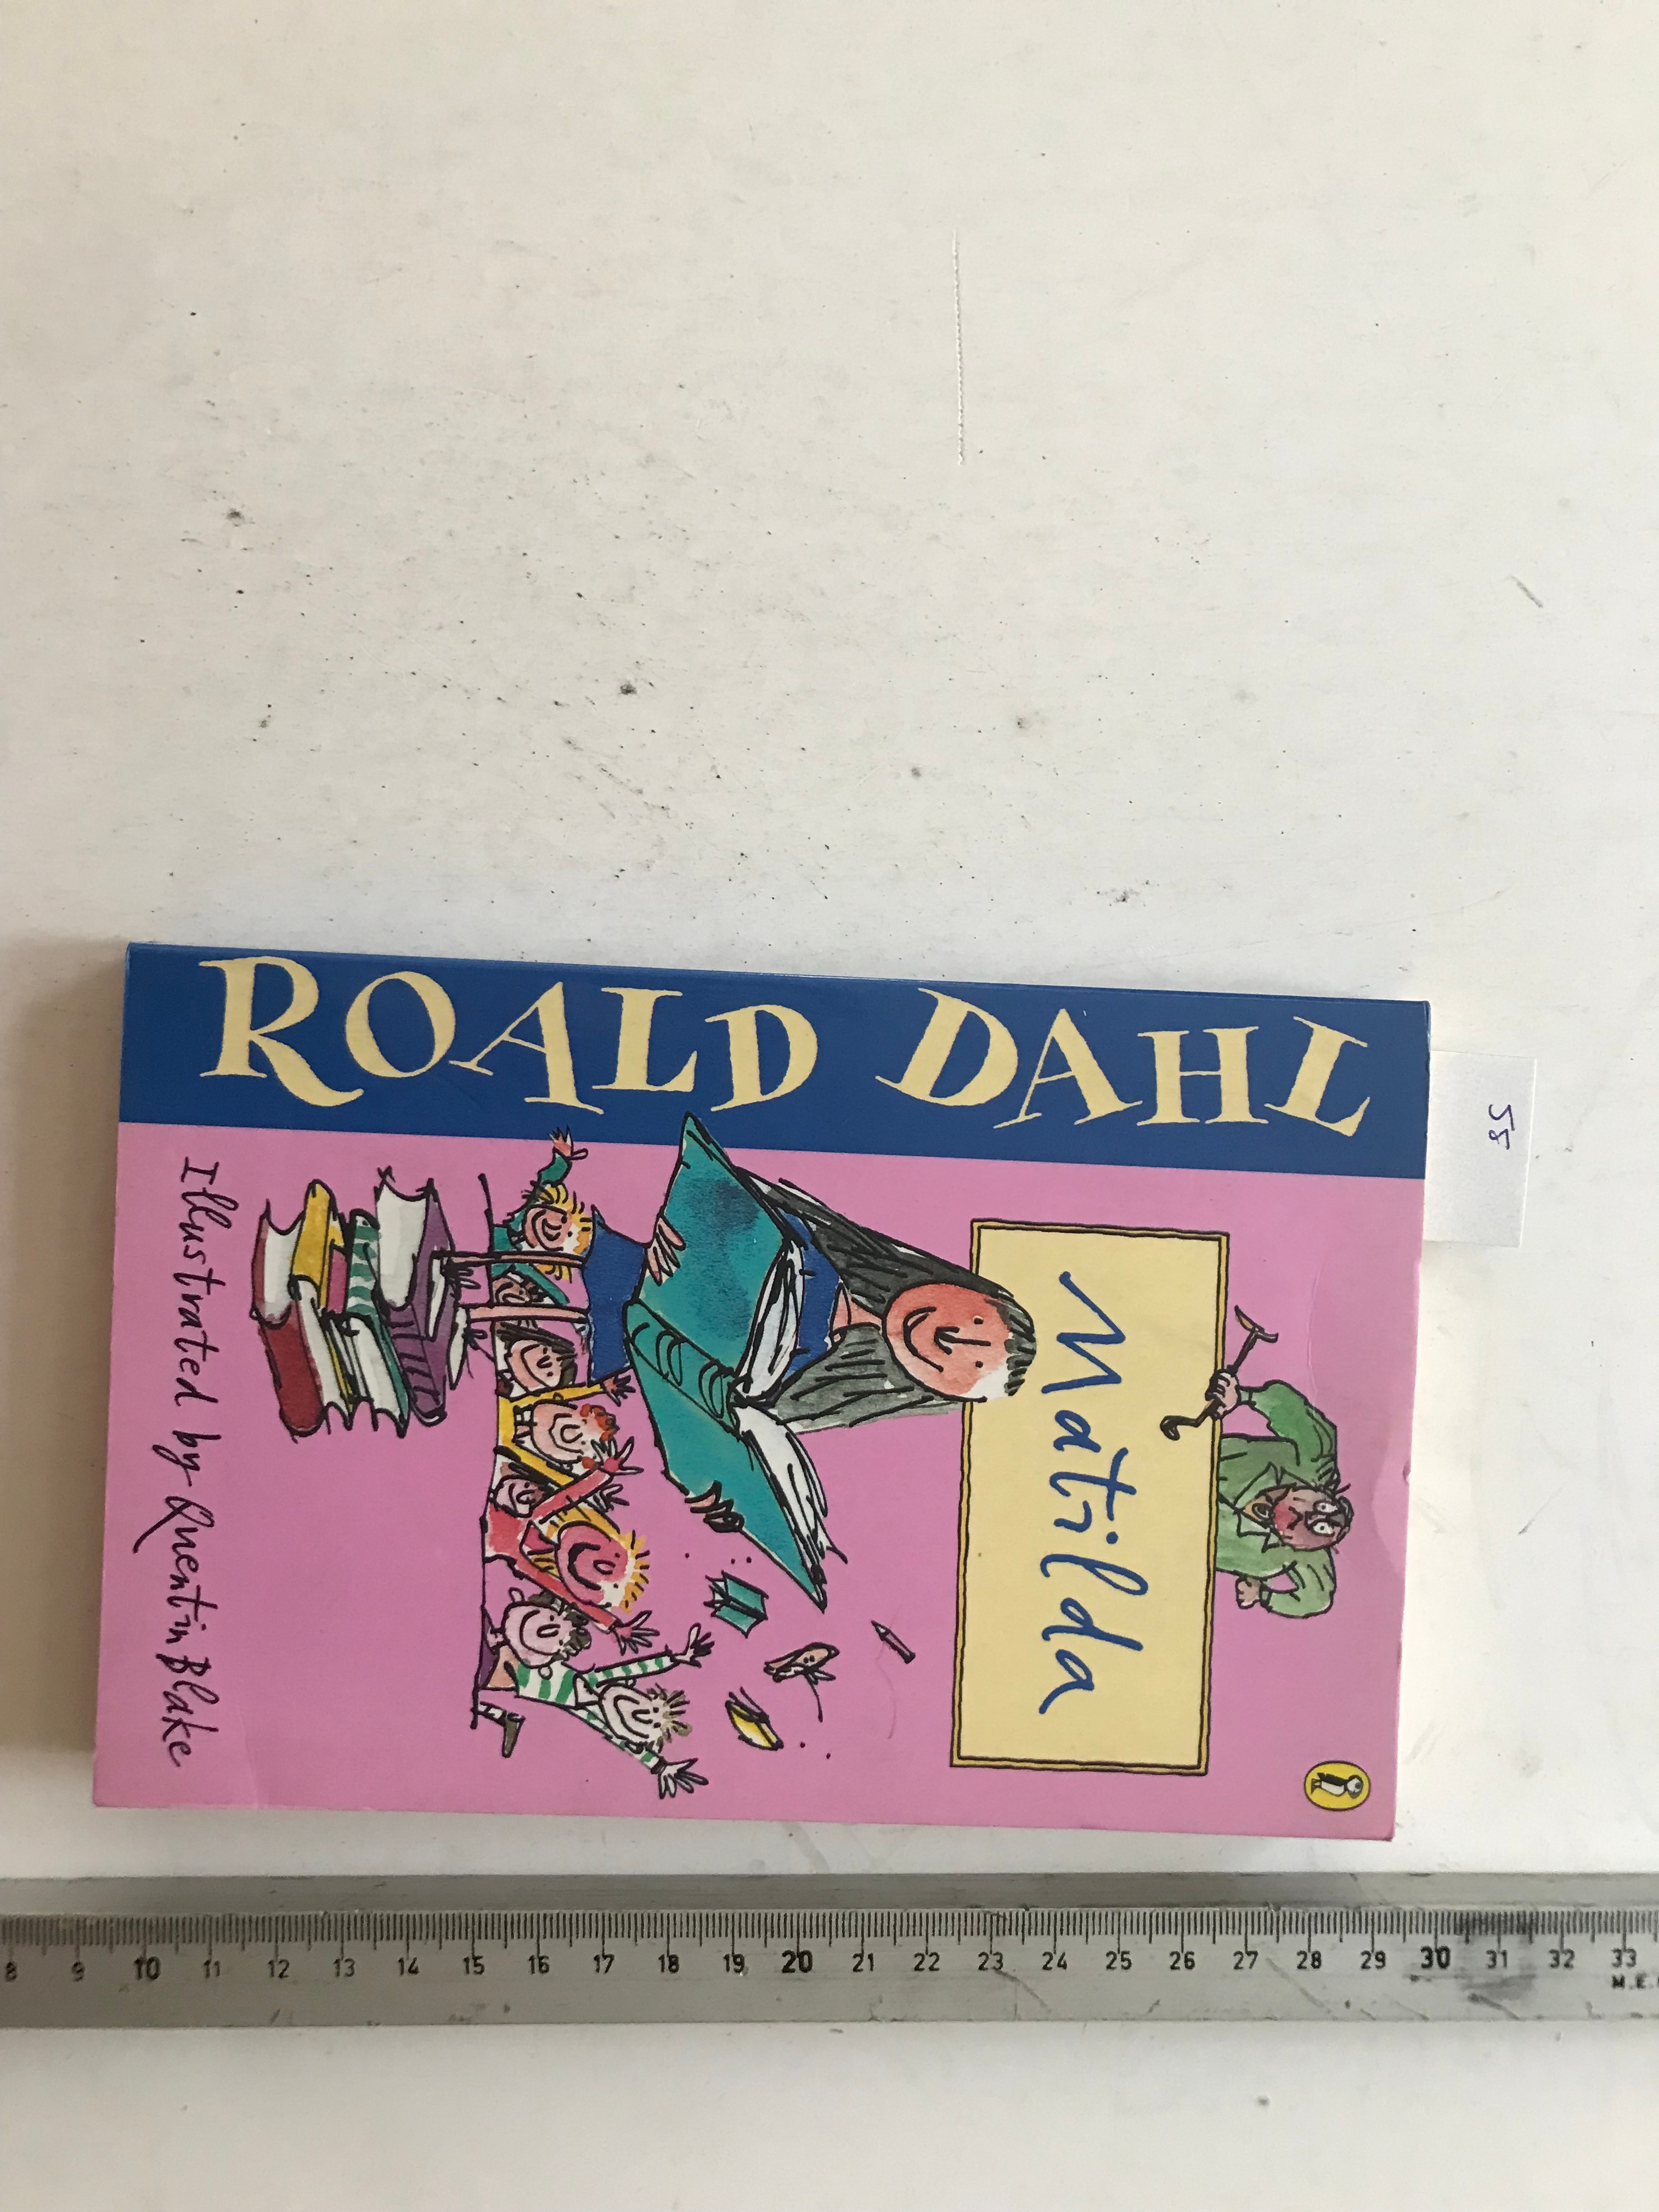 ROALD DAHL
Matilda
Illustrated by Quentin Blake
55
8 9 10 11 12 13 14 15 16 17 18 19 20 21 22 23 24 25 26 27 28 29 30 31 32 33